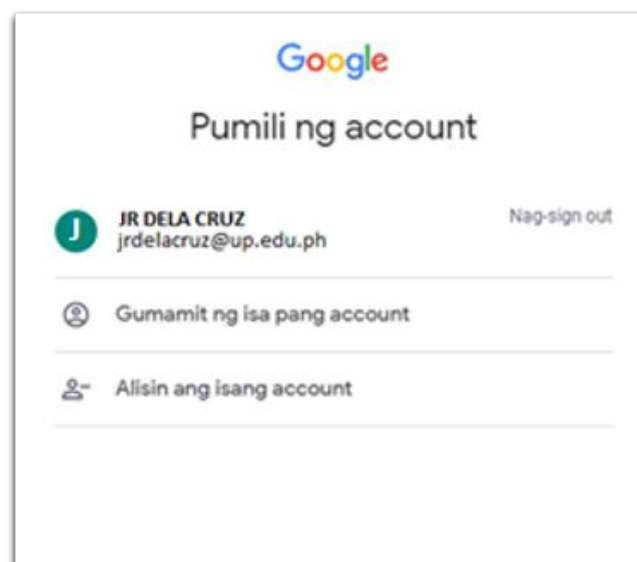 Google
Pumili ng account
J
JR DELA CRUZ
Nag-sign out
jrdelacruz@up.edu.ph
Gumamit ng isa pang account
Alisin ang isang account